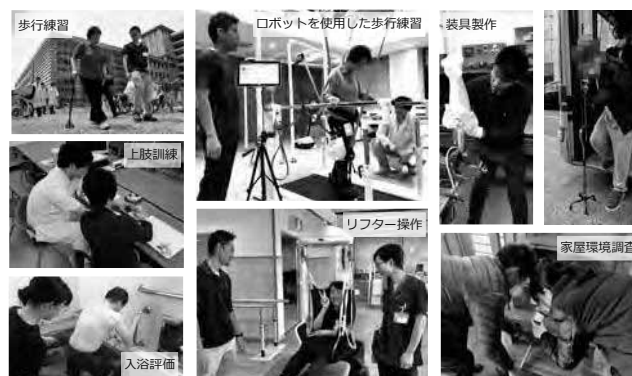 歩行練習
ロボットを使用した歩行練習
装具製作
上肢訓練
リフター操作
家屋環境調査
入浴評価